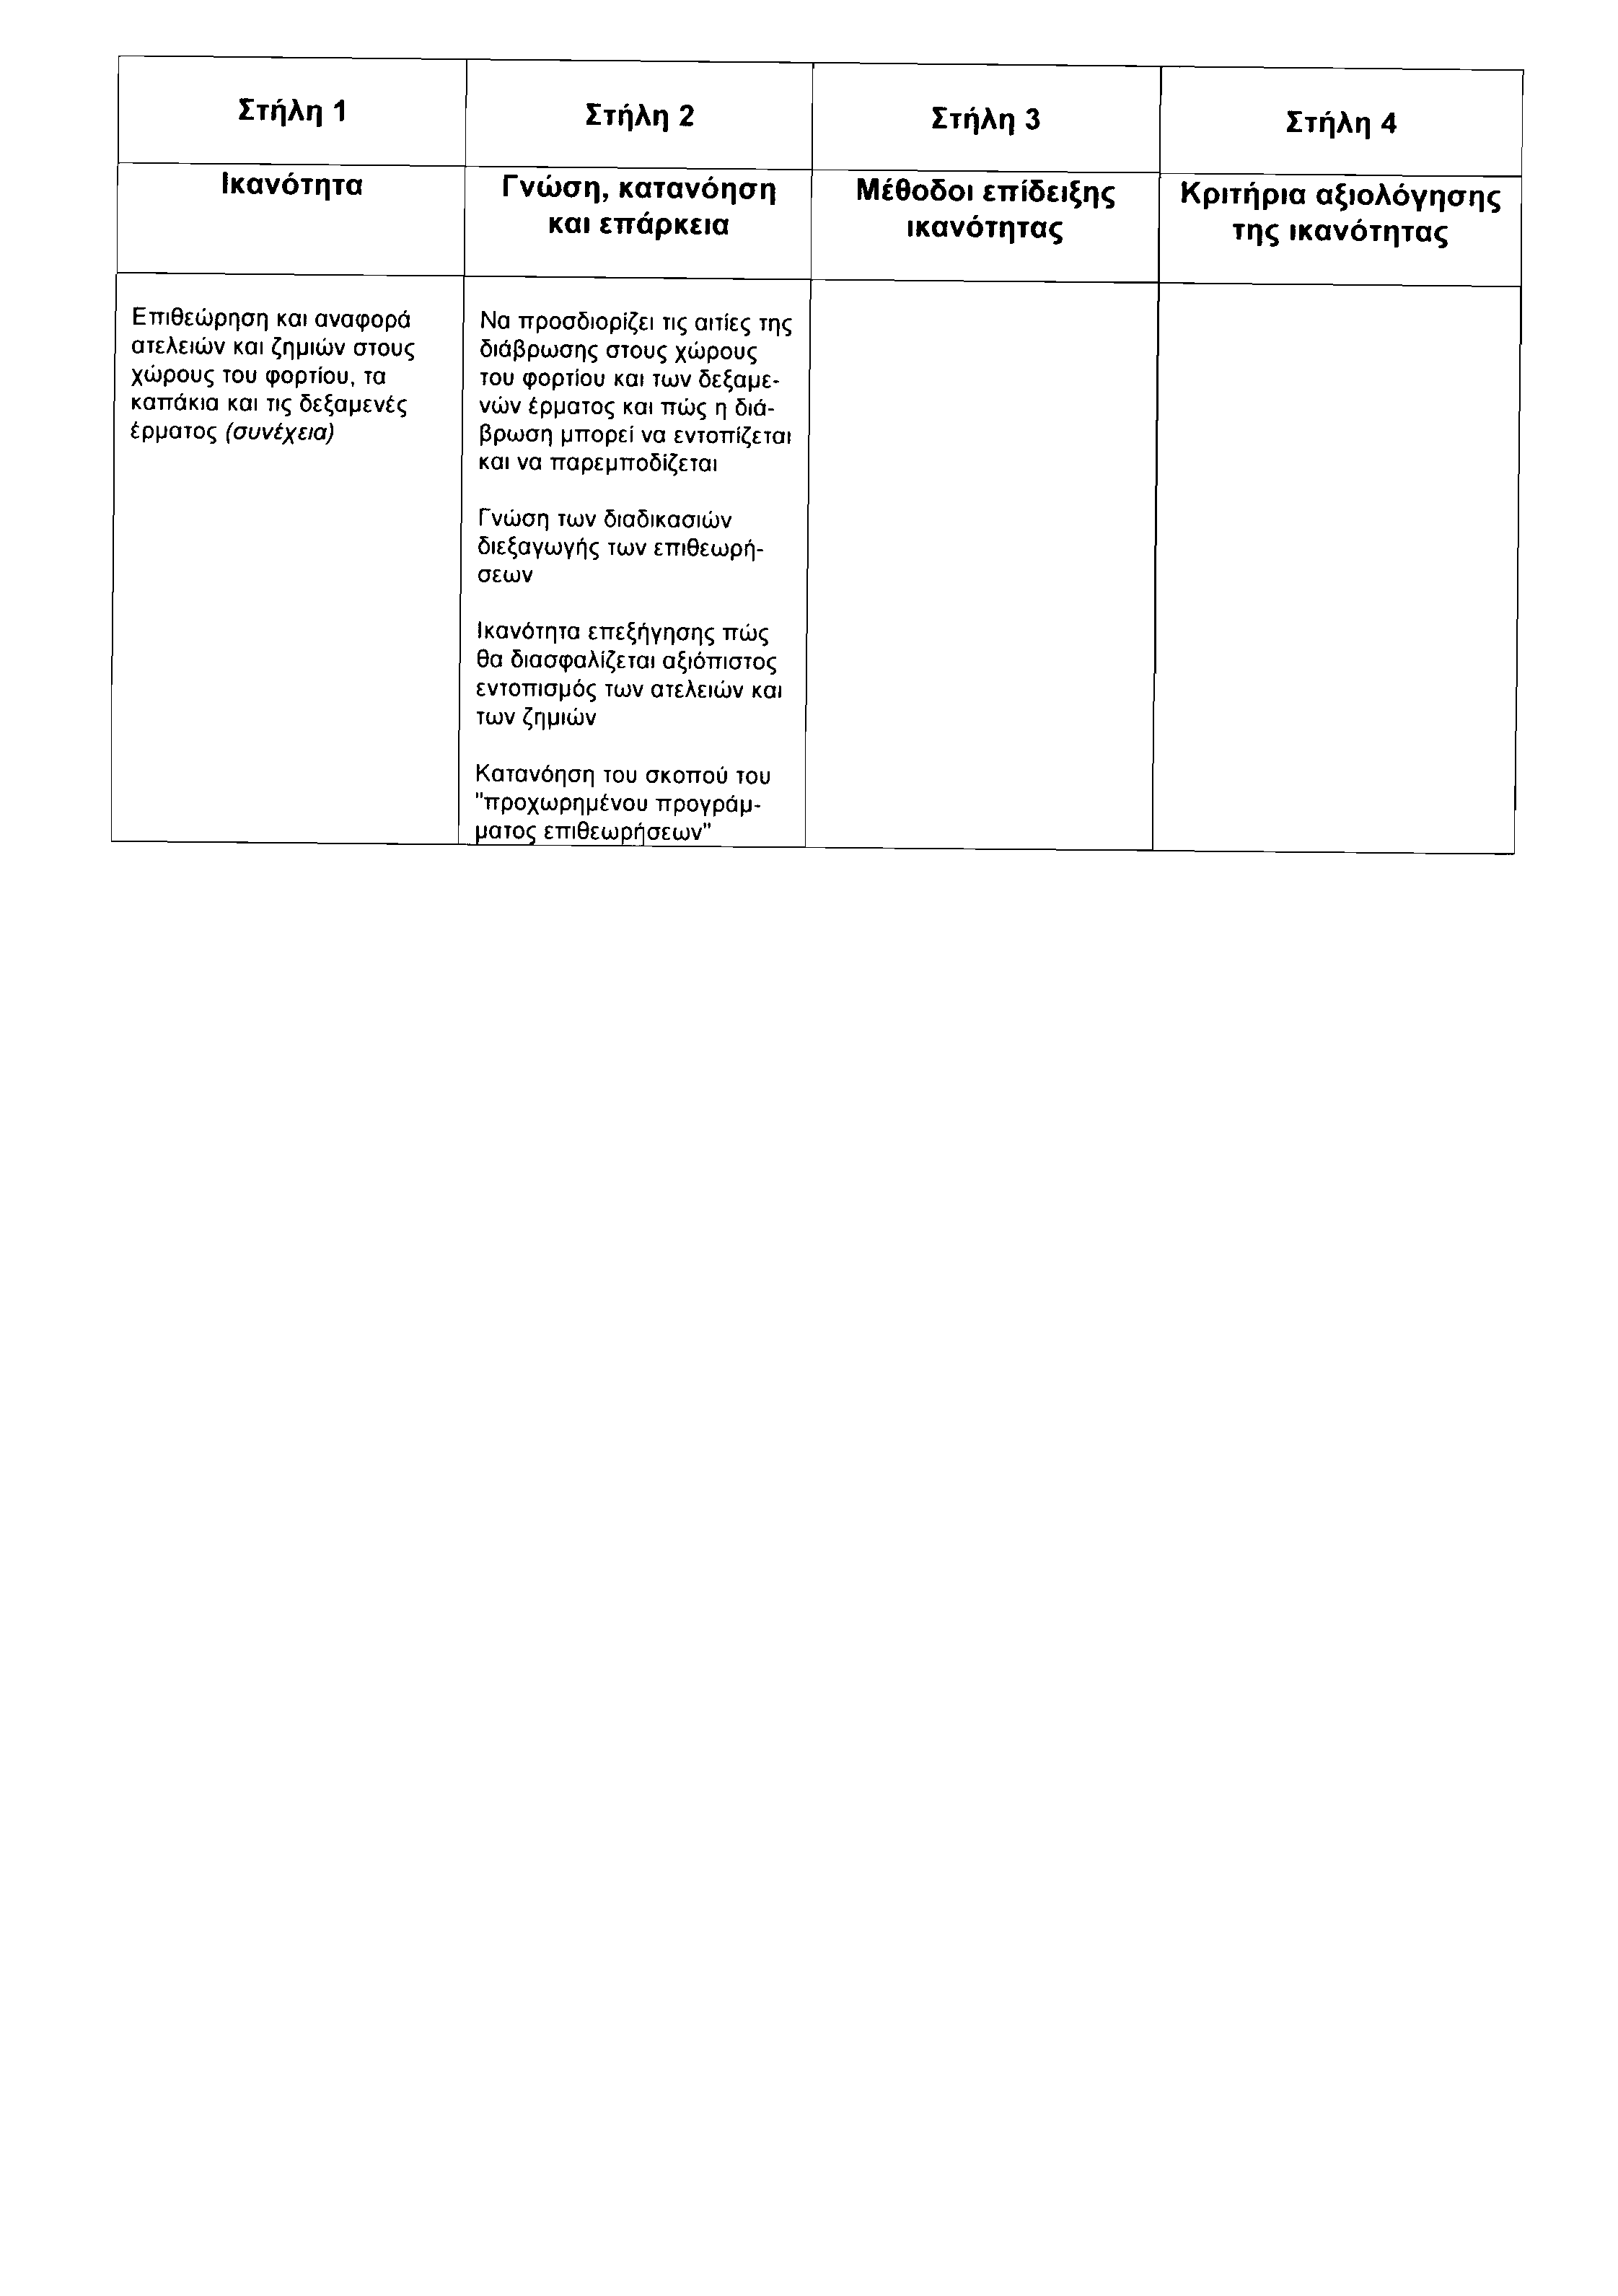 Στήλη 1
Στήλη 2
Στήλη 3
Στήλη 4
Ικανότητα
Γνώση, κατανόηση
και επάρκεια
Μέθοδοι επίδειξης
ικανότητας
Κριτήρια αξιολόγησης
της ικανότητας
Επιθεώρηση και αναφορά
ατελειών και ζημιών στους
χώρους του φορτίου, τα
καπάκια και τις δεξαμενές
έρματος (συνέχεια)
Να προσδιορίζει τις αιτίες της
διάβρωσης στους χώρους
του φορτίου και των δεξαμε-
νών έρματος και πώς η διά-
βρωση μπορεί να εντοπίζεται
και να παρεμποδίζεται
Γνώση των διαδικασιών
διεξαγωγής των επιθεωρή-
σεων
Ικανότητα επεξήγησης πώς
θα διασφαλίζεται αξιόπιστος
εντοπισμός των ατελειών και
των ζημιών
Κατανόηση του σκοπού του
"προχωρημένου προγράμ-
ματος επιθεωρήσεων"